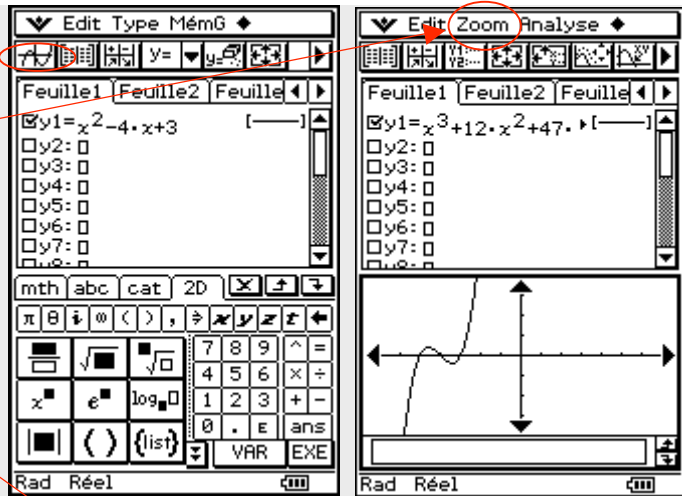 Edit Type MémG ◆
y=
Feuille1 Feuille2 Feuille
y1=x²-4·x+3 [—]
y2:
y3:
y4:
y5:
y6:
y7:
mth abc cat 2D
π θ i ∞ ( ) , ⇒ x y z t ←
7 8 9 ^ =
4 5 6 × ÷
1 2 3 + −
0 . E ans
VAR EXE
√■ ■√□
x■ e■ log■□
|■| ( ) {list}
Rad Réel
Edit Zoom Analyse ◆
Feuille1 Feuille2 Feuille
y1=x³+12·x²+47·▸[—]
y2:
y3:
y4:
y5:
y6:
y7:
Rad Réel